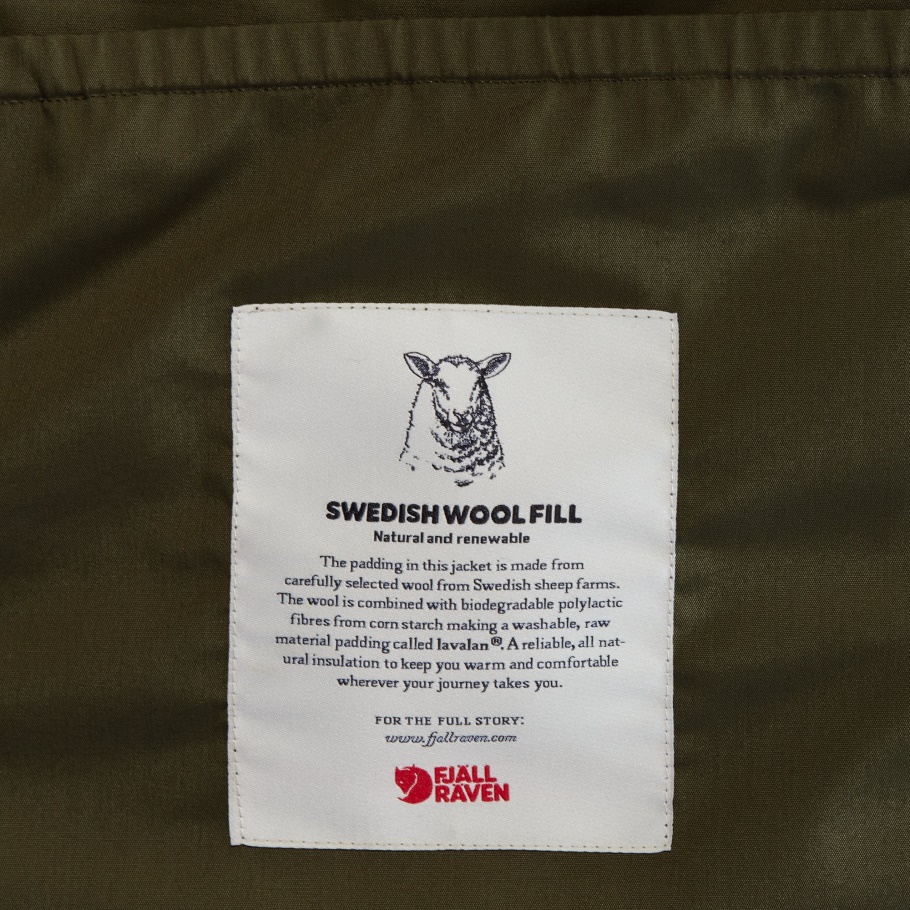 SWEDISH WOOL FILL
Natural and renewable
The padding in this jacket is made from
carefully selected wool from Swedish sheep farms.
The wool is combined with biodegradable polylactic
fibres from corn starch making a washable, raw
material padding called lavalan®. A reliable, all nat-
ural insulation to keep you warm and comfortable
wherever your journey takes you.
FOR THE FULL STORY:
www.fjallraven.com
FJÄLL
RÄVEN